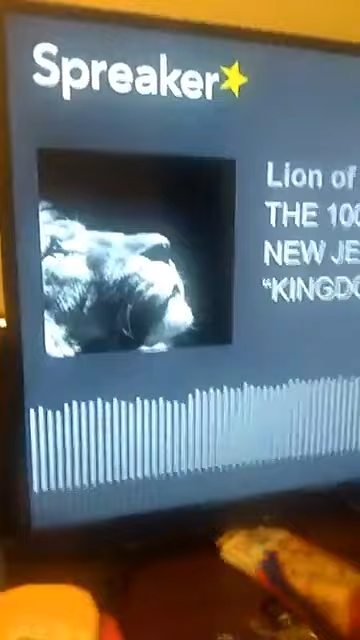 Spreaker
Lion of
THE 100
NEW JE
"KINGDO